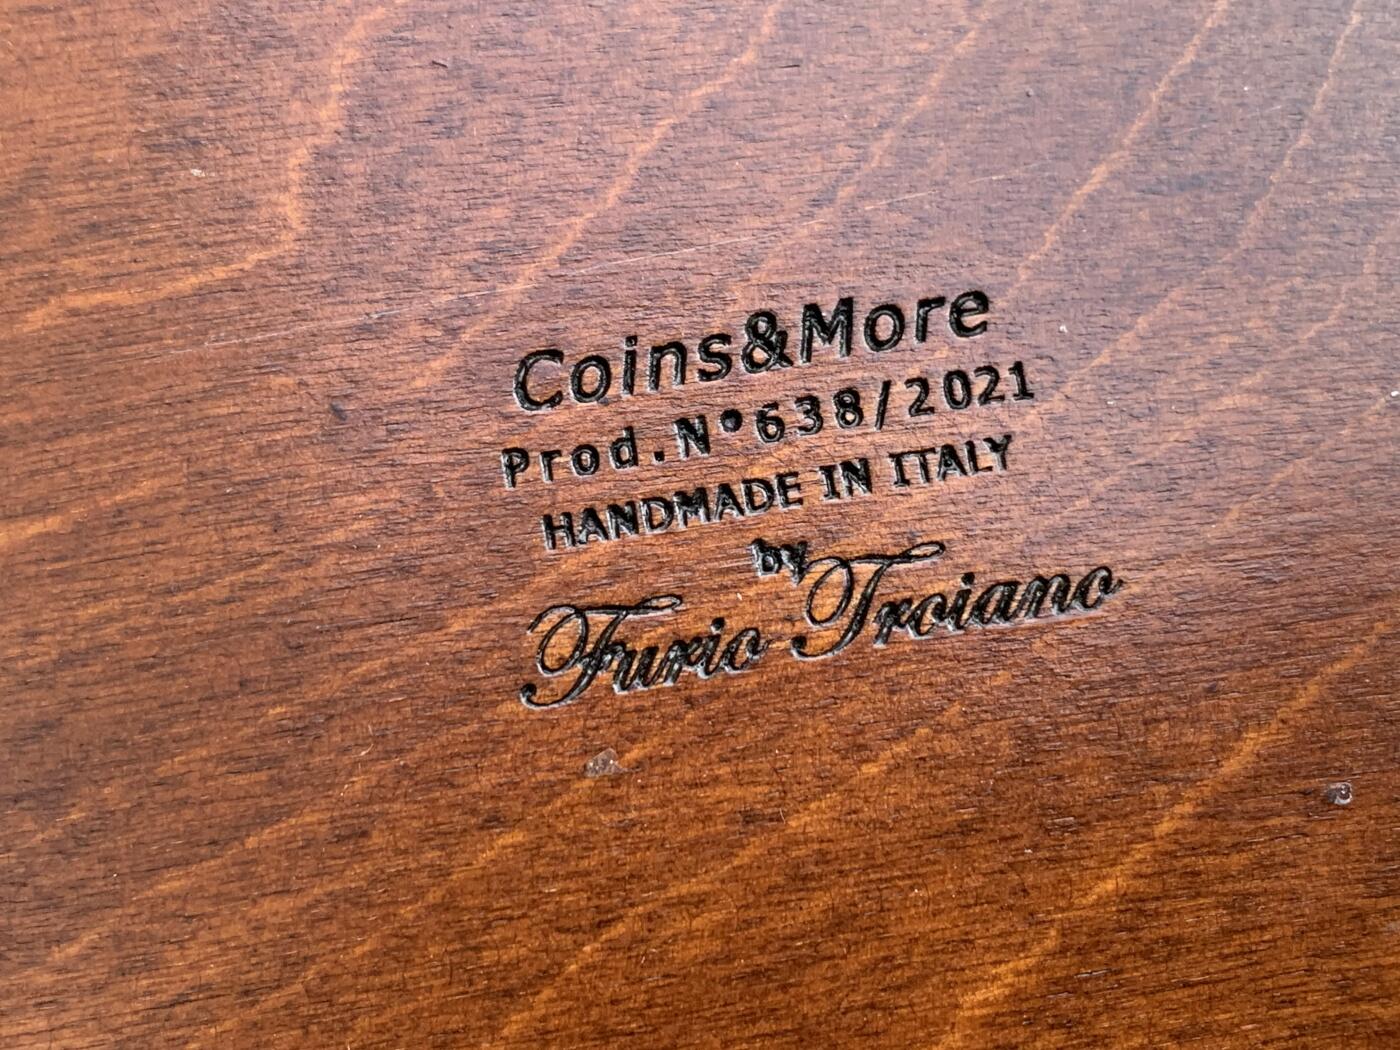 Coins&More
Prod.N°638/2021
HANDMADE IN ITALY
by
Furio Troiano